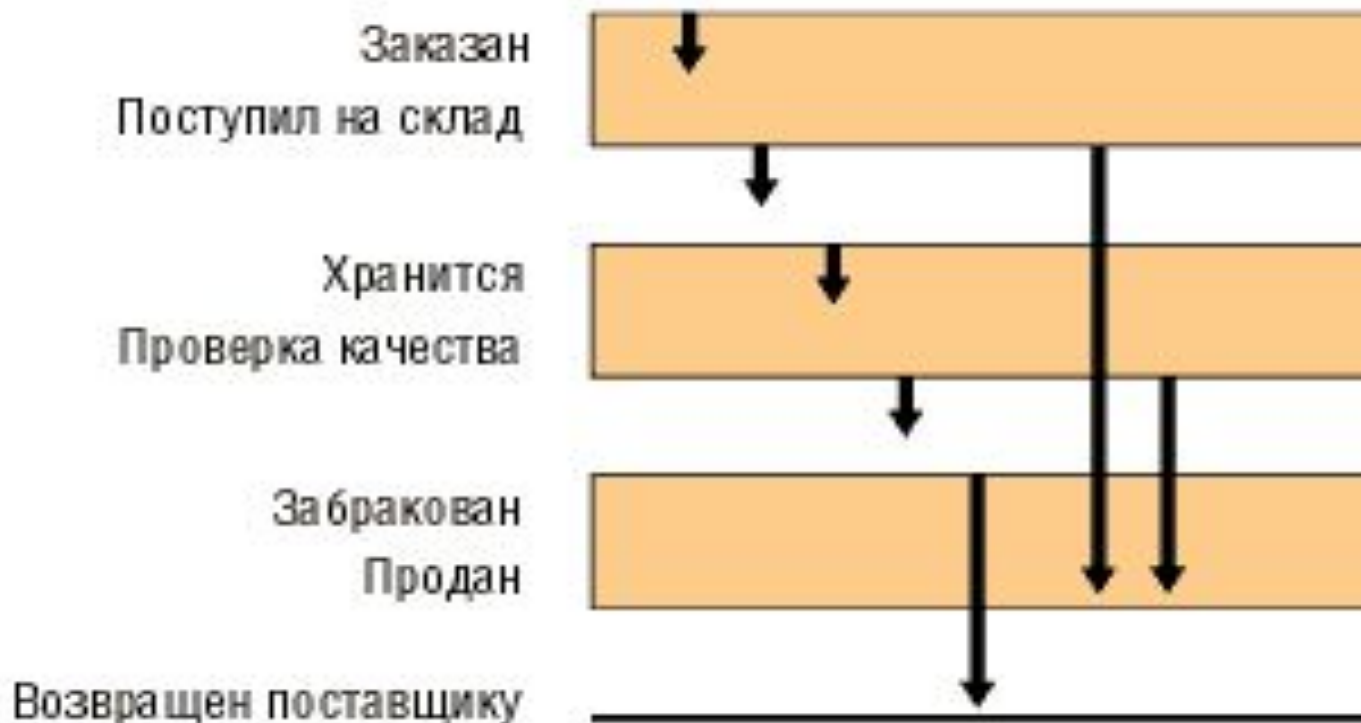 Заказан
Поступил на склад
Хранится
Проверка качества
Забракован
Продан
Возвращен поставщику